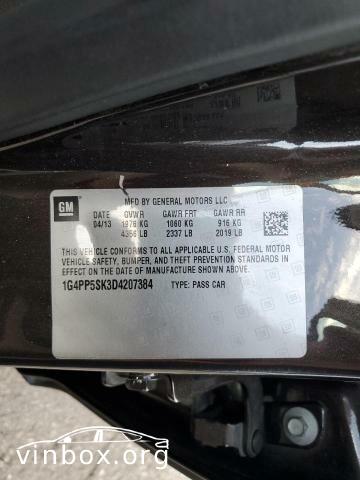 GM
MFD BY GENERAL MOTORS LLC
DATE GVWR GAWR FRT GAWR RR
04/13 1976 KG 1060 KG 916 KG
4356 LB 2337 LB 2019 LB
THIS VEHICLE CONFORMS TO ALL APPLICABLE U.S. FEDERAL MOTOR
VEHICLE SAFETY, BUMPER, AND THEFT PREVENTION STANDARDS
IN EFFECT ON THE DATE OF MANUFACTURE SHOWN ABOVE.
1G4PP5SK3D4207384 TYPE: PASS CAR
vinbox.org